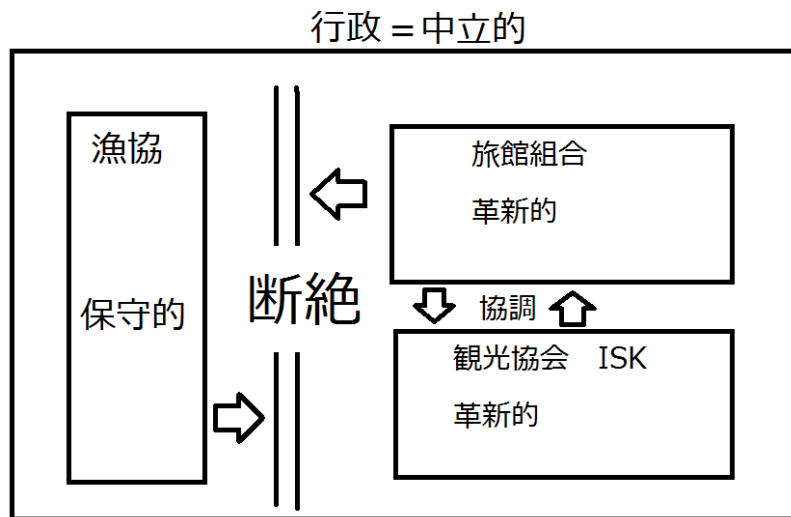 行政＝中立的
漁協
保守的
断絶
旅館組合
革新的
協調
観光協会　ISK
革新的